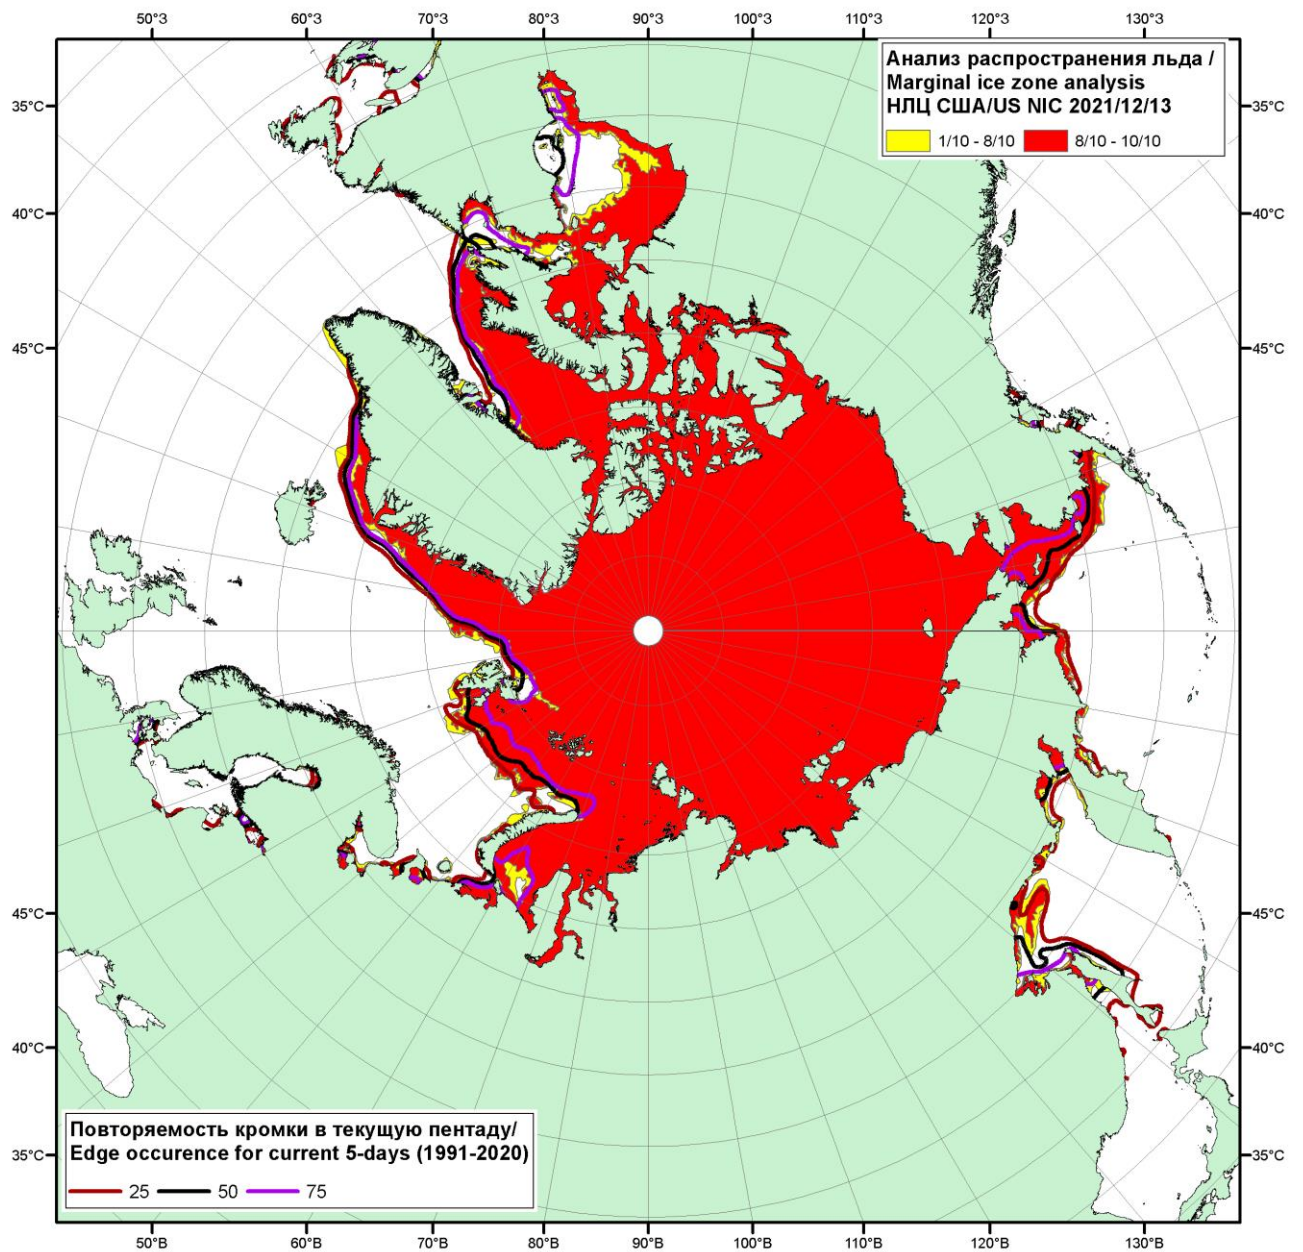 50°З 60°З 70°З 80°З 90°З 100°З 110°З 120°З 130°З
Анализ распространения льда /
Marginal ice zone analysis
НЛЦ США/US NIC 2021/12/13
1/10 - 8/10 8/10 - 10/10
35°С 35°С
40°С 40°С
45°С 45°С
45°С 45°С
40°С 40°С
Повторяемость кромки в текущую пентаду/
Edge occurence for current 5-days (1991-2020)
25 50 75
35°С 35°С
50°В 60°В 70°В 80°В 90°В 100°В 110°В 120°В 130°В